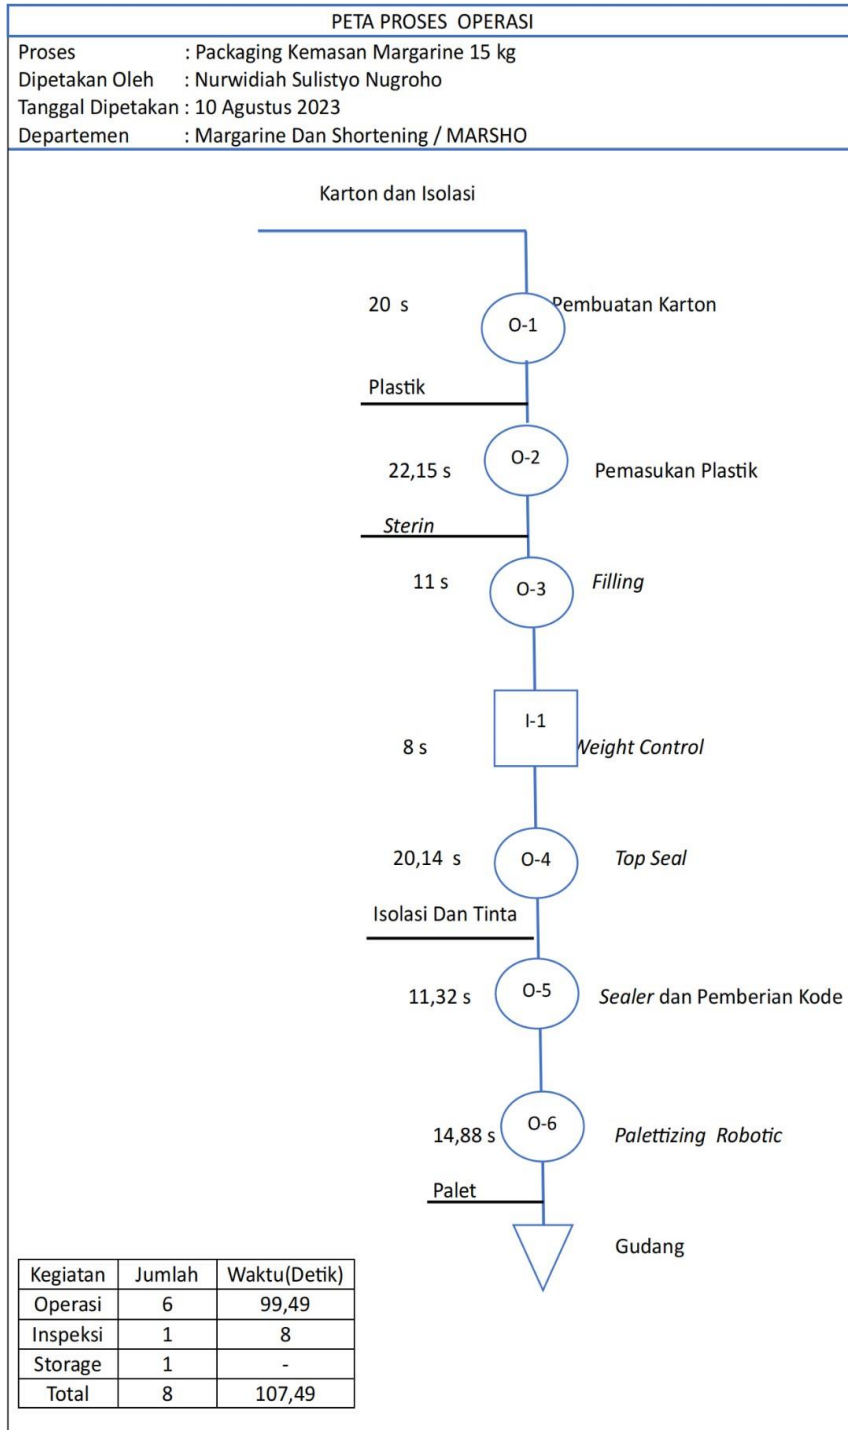 PETA PROSES OPERASI
Proses : Packaging Kemasan Margarine 15 kg
Dipetakan Oleh : Nurwidiah Sulistyo Nugroho
Tanggal Dipetakan : 10 Agustus 2023
Departemen : Margarine Dan Shortening / MARSHO
Karton dan Isolasi
20 s O-1 Pembuatan Karton
Plastik
22,15 s O-2 Pemasukan Plastik
Sterin
11 s O-3 Filling
I-1
8 s Weight Control
20,14 s O-4 Top Seal
Isolasi Dan Tinta
11,32 s O-5 Sealer dan Pemberian Kode
14,88 s O-6 Palettizing Robotic
Palet
Gudang
Kegiatan Jumlah Waktu(Detik)
Operasi 6 99,49
Inspeksi 1 8
Storage 1 -
Total 8 107,49